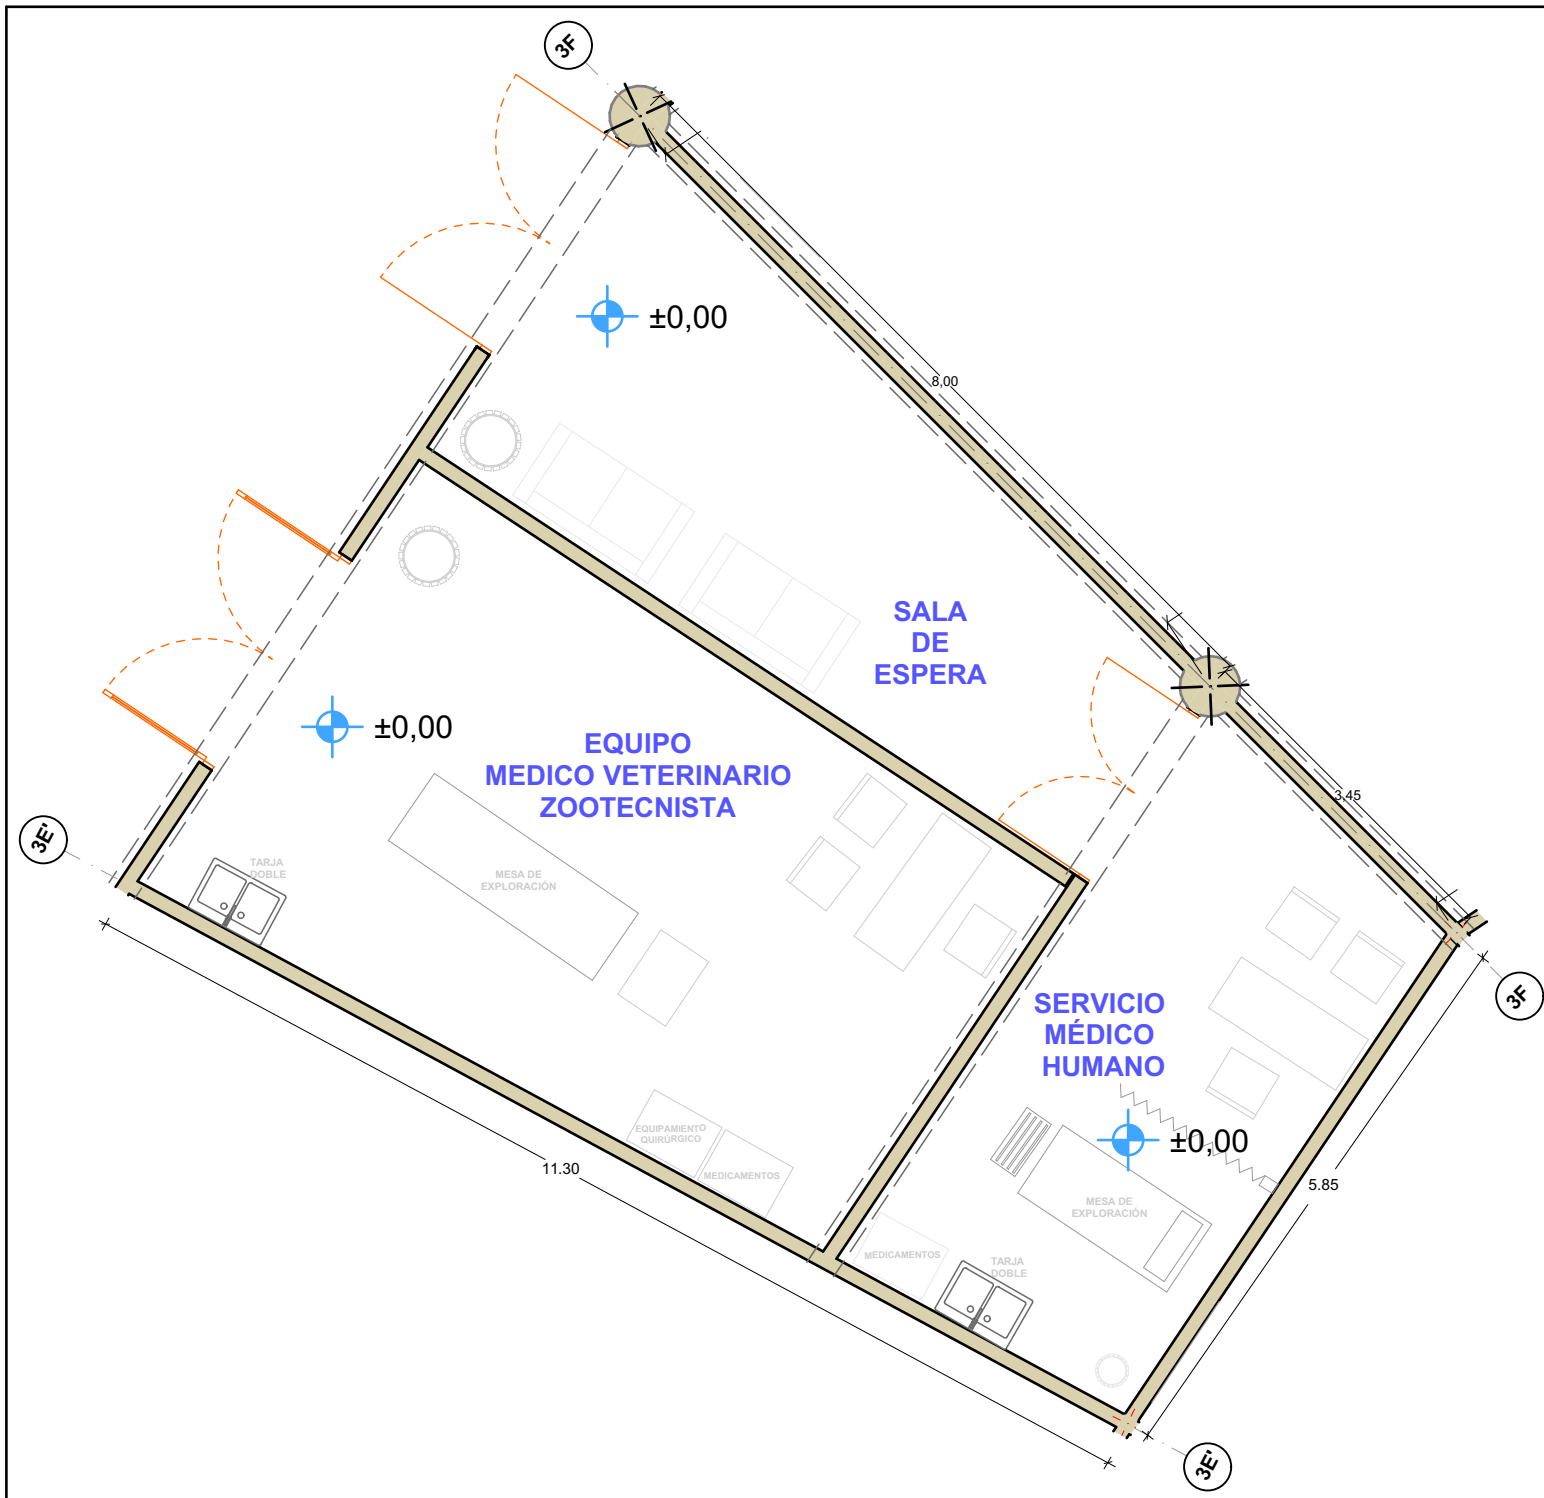 3F
±0,00
8,00
SALA
DE
ESPERA
±0,00
EQUIPO
MEDICO VETERINARIO
ZOOTECNISTA
3,45
3E'
TARJA
DOBLE
MESA DE
EXPLORACIÓN
3F
SERVICIO
MÉDICO
HUMANO
±0,00
EQUIPAMIENTO
QUIRÚRGICO
MEDICAMENTOS
11.30
5.85
MESA DE
EXPLORACIÓN
MEDICAMENTOS
TARJA
DOBLE
3E'